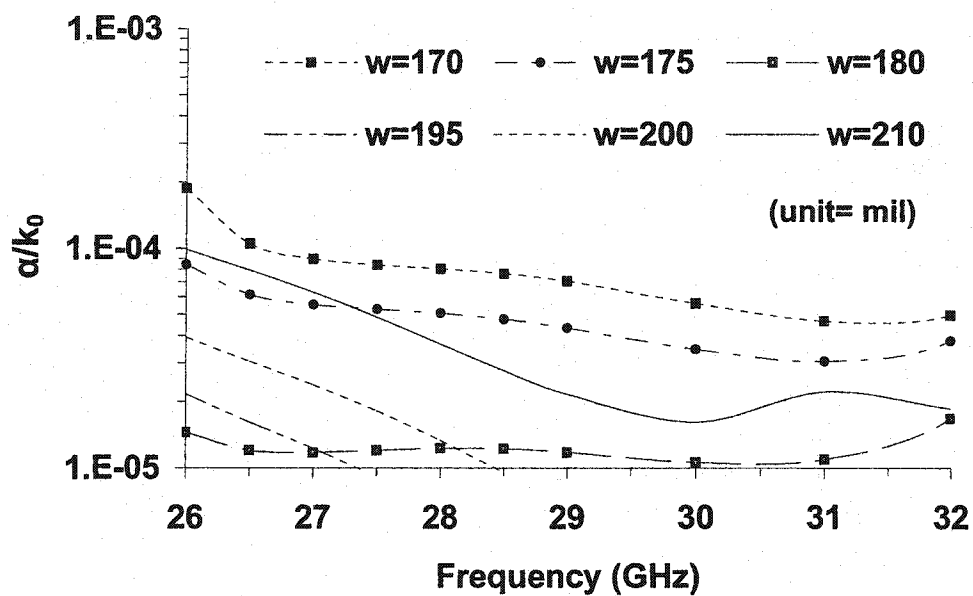 1.E-03
w=170 w=175 w=180
w=195 w=200 w=210
(unit= mil)
α/k₀
1.E-04
1.E-05
26 27 28 29 30 31 32
Frequency (GHz)